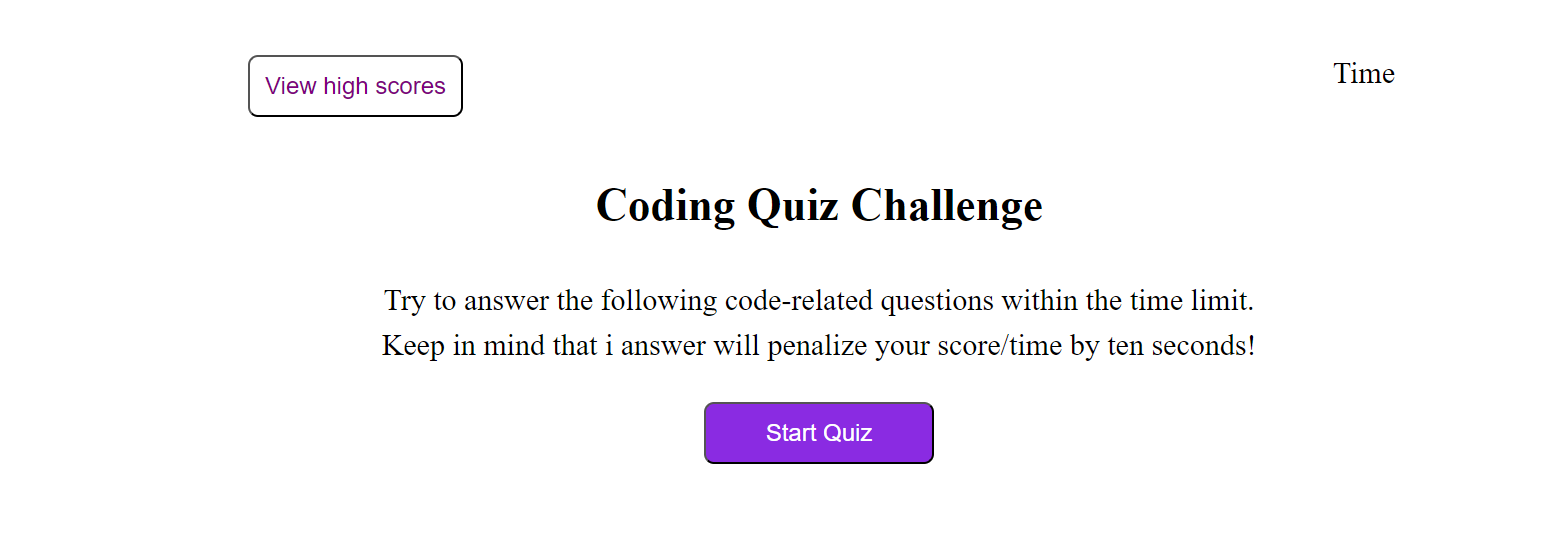 View high scores
Time
Coding Quiz Challenge
Try to answer the following code-related questions within the time limit.
Keep in mind that i answer will penalize your score/time by ten seconds!
Start Quiz